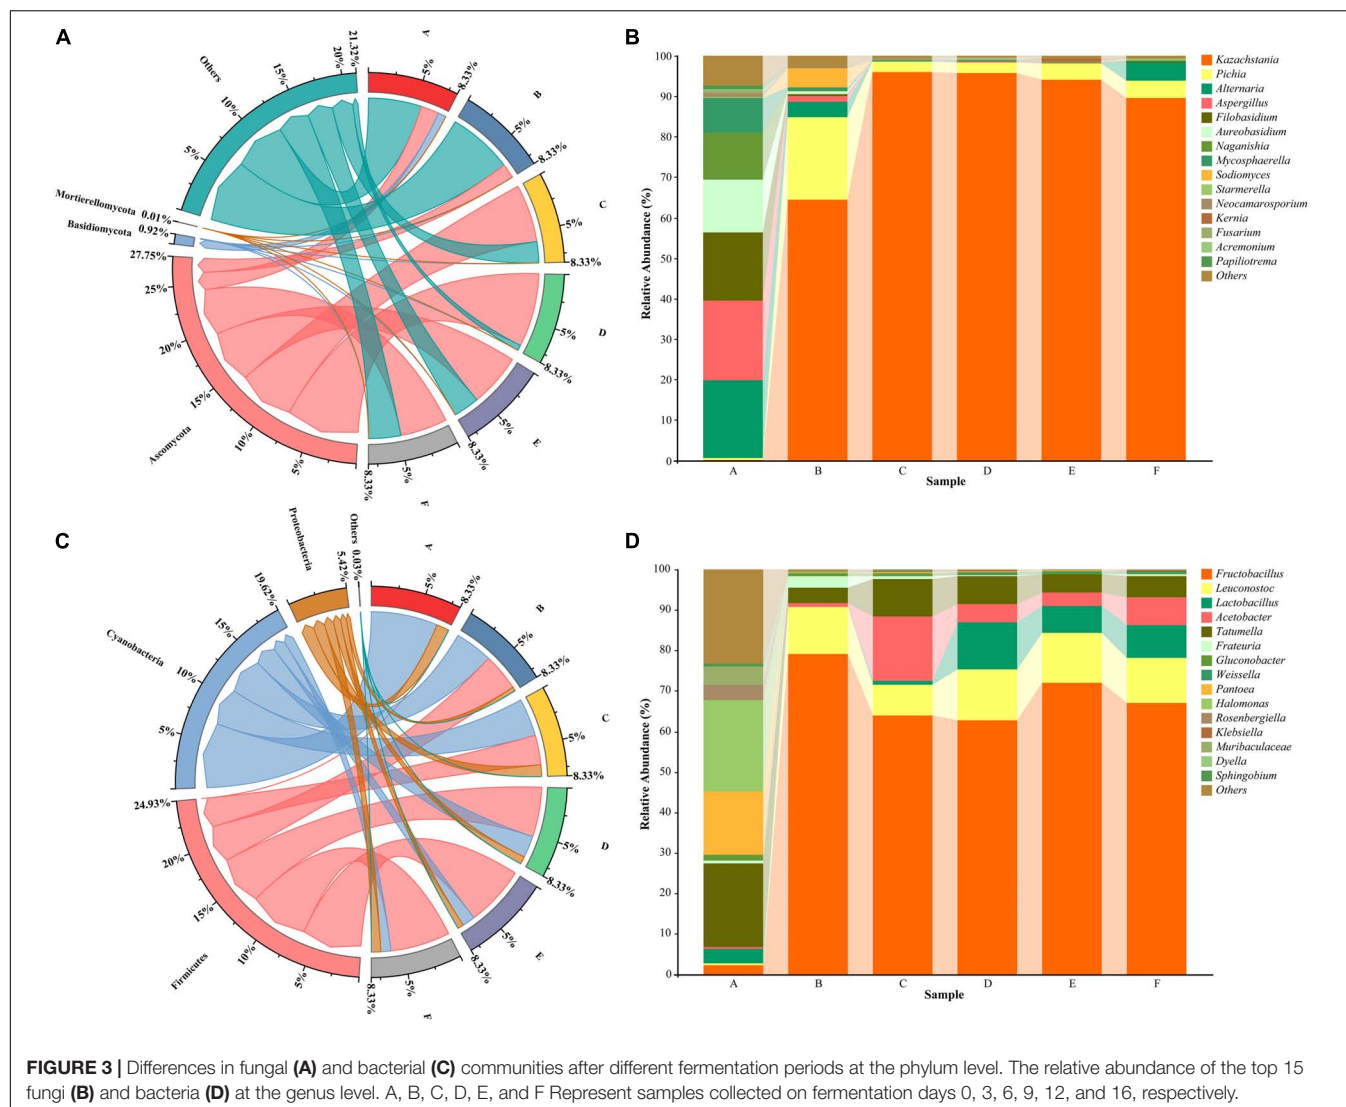 A
Others
5%
10%
15%
20%
21.32%
Mortierellomycota 0.01%
Basidiomycota 0.92%
27.75%
25%
20%
15%
10%
5%
Ascomycota
A
5%
8.33%
B
5%
8.33%
C
5%
8.33%
D
5%
8.33%
E
5%
8.33%
F
5%
8.33%
B
Relative Abundance (%)
100
90
80
70
60
50
40
30
20
10
0
A B C D E F
Sample
Kazachstania
Pichia
Alternaria
Aspergillus
Filobasidium
Aureobasidium
Naganishia
Mycosphaerella
Sodiomyces
Starmerella
Neocamarosporium
Kernia
Fusarium
Acremonium
Papiliotrema
Others
C
Proteobacteria
5.42%
Others 0.03%
Cyanobacteria
5%
10%
15%
19.62%
24.93%
20%
15%
10%
5%
Firmicutes
A
5%
8.33%
B
5%
8.33%
C
5%
8.33%
D
5%
8.33%
E
5%
8.33%
F
5%
8.33%
D
Relative Abundance (%)
100
90
80
70
60
50
40
30
20
10
0
A B C D E F
Sample
Fructobacillus
Leuconostoc
Lactobacillus
Acetobacter
Tatumella
Frateuria
Gluconobacter
Weissella
Pantoea
Halomonas
Rosenbergiella
Klebsiella
Muribaculaceae
Dyella
Sphingobium
Others
FIGURE 3 | Differences in fungal (A) and bacterial (C) communities after different fermentation periods at the phylum level. The relative abundance of the top 15
fungi (B) and bacteria (D) at the genus level. A, B, C, D, E, and F Represent samples collected on fermentation days 0, 3, 6, 9, 12, and 16, respectively.